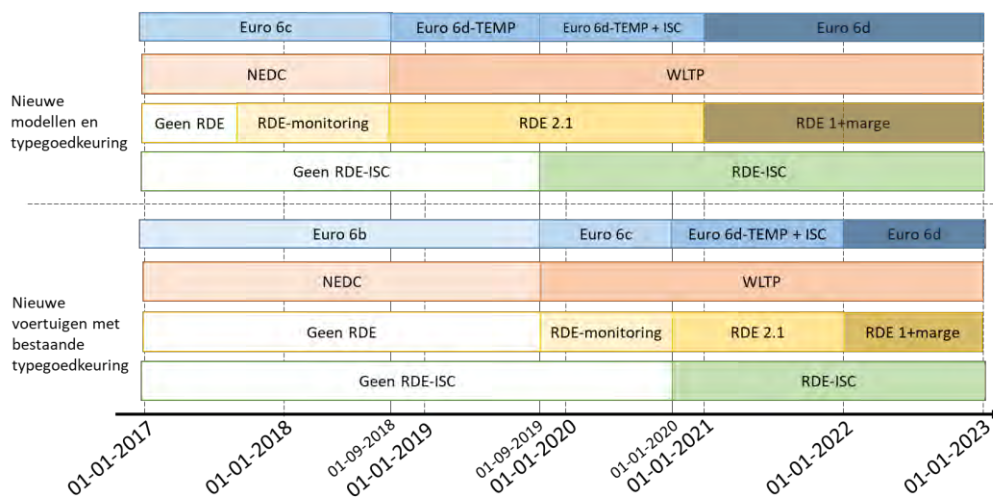 Euro 6c Euro 6d-TEMP Euro 6d-TEMP + ISC Euro 6d
NEDC WLTP
Nieuwe
modellen en
typegoedkeuring
Geen RDE RDE-monitoring RDE 2.1 RDE 1+marge
Geen RDE-ISC RDE-ISC
Euro 6b Euro 6c Euro 6d-TEMP + ISC Euro 6d
NEDC WLTP
Nieuwe
voertuigen met
bestaande
typegoedkeuring
Geen RDE RDE-monitoring RDE 2.1 RDE 1+marge
Geen RDE-ISC RDE-ISC
01-01-2017
01-01-2018
01-09-2018
01-01-2019
01-09-2019
01-01-2020
01-01-2020
01-01-2021
01-01-2022
01-01-2023